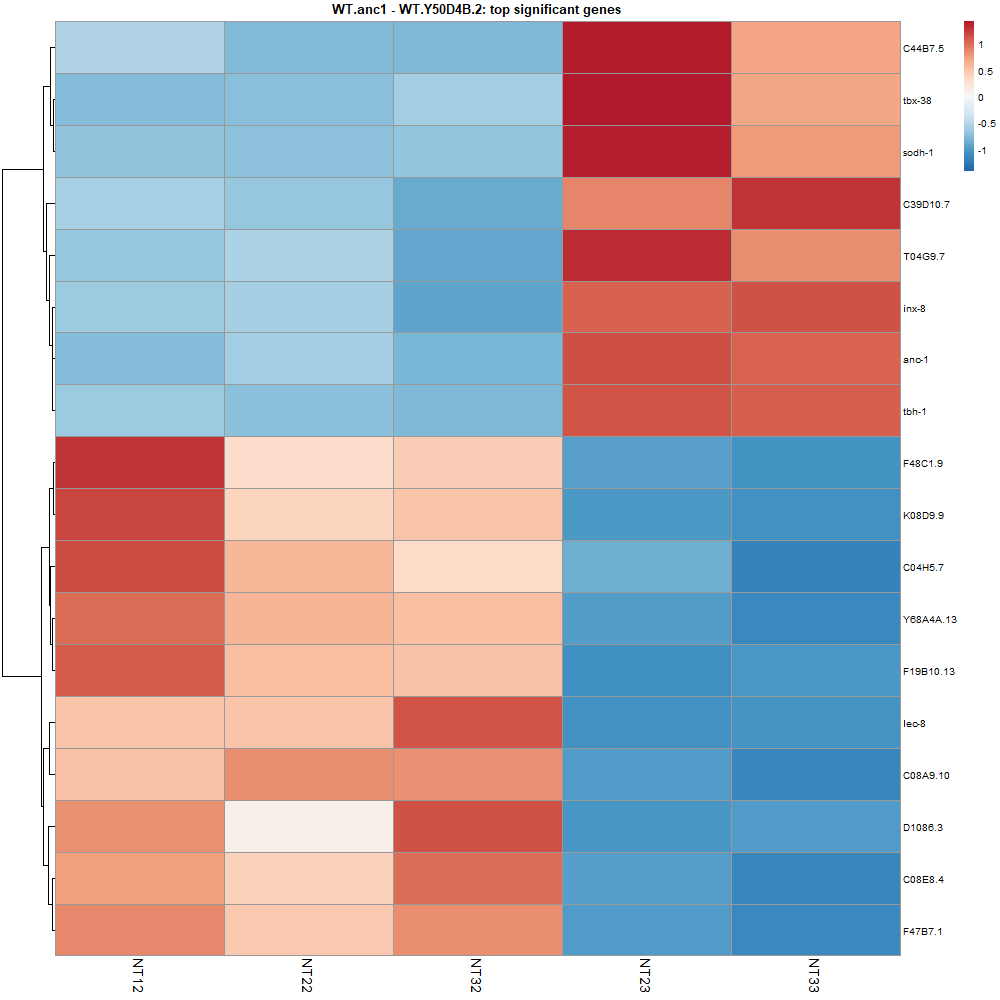 WT.anc1 - WT.Y50D4B.2: top significant genes
C44B7.5
tbx-38
sodh-1
C39D10.7
T04G9.7
inx-8
anc-1
tbh-1
F48C1.9
K08D9.9
C04H5.7
Y68A4A.13
F19B10.13
lec-8
C08A9.10
D1086.3
C08E8.4
F47B7.1
1
0.5
0
-0.5
-1
NT12
NT22
NT32
NT23
NT33